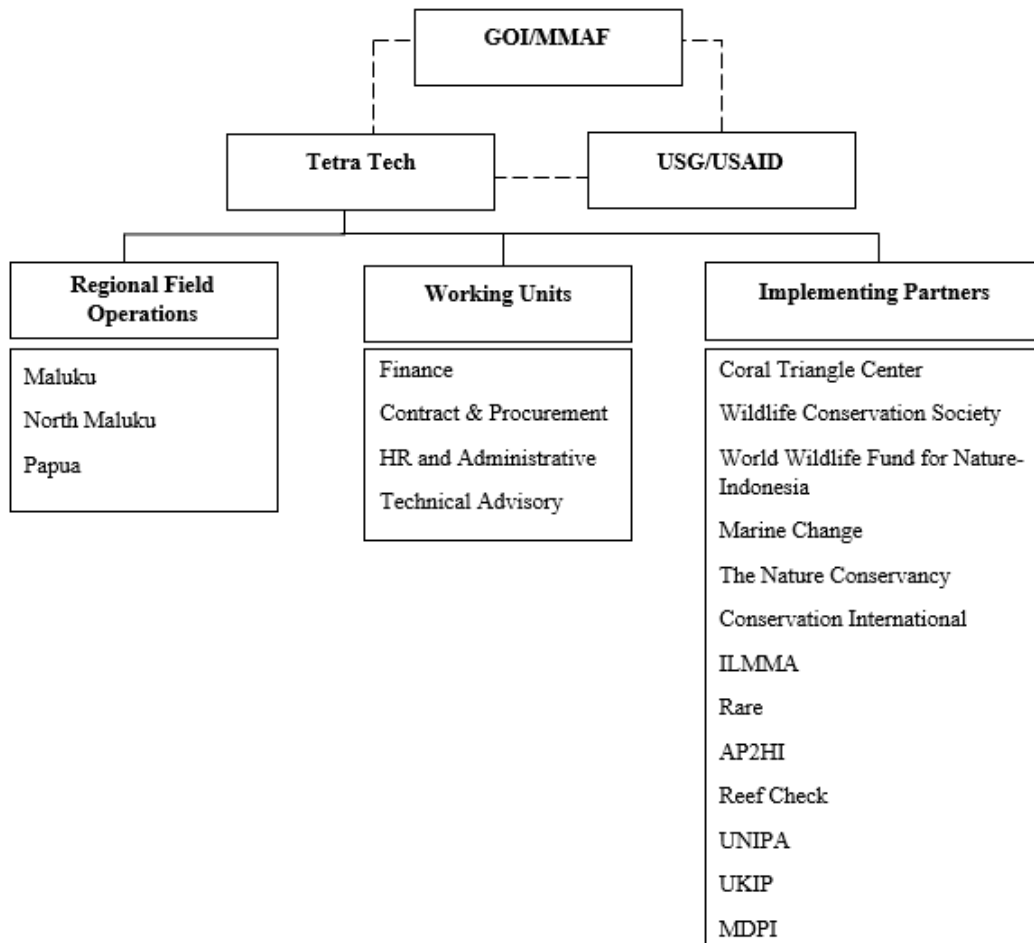 GOI/MMAF
Tetra Tech
USG/USAID
Regional Field
Operations
Maluku
North Maluku
Papua
Working Units
Finance
Contract & Procurement
HR and Administrative
Technical Advisory
Implementing Partners
Coral Triangle Center
Wildlife Conservation Society
World Wildlife Fund for Nature-
Indonesia
Marine Change
The Nature Conservancy
Conservation International
ILMMA
Rare
AP2HI
Reef Check
UNIPA
UKIP
MDPI